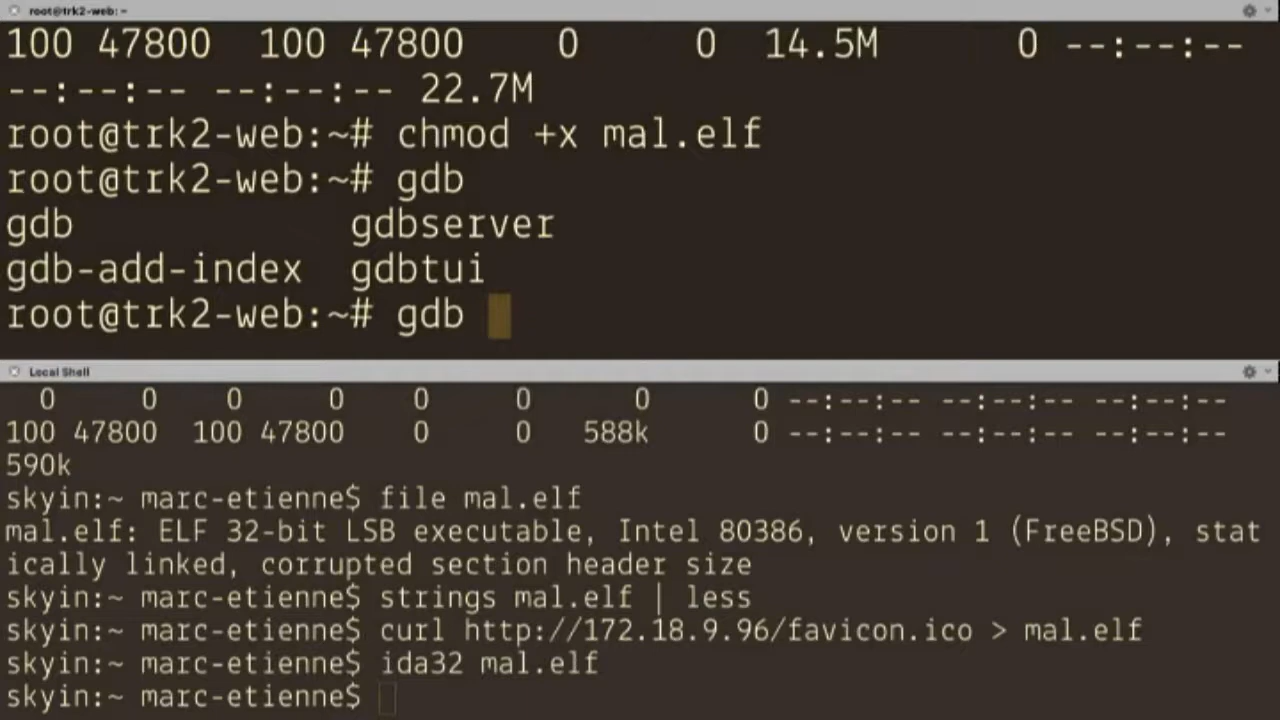 root@trk2-web: ~
100 47800  100 47800    0     0  14.5M      0 --:--:--
--:--:-- --:--:-- 22.7M
root@trk2-web:~# chmod +x mal.elf
root@trk2-web:~# gdb
gdb            gdbserver
gdb-add-index  gdbtui
root@trk2-web:~# gdb
Local Shell
0     0    0     0    0     0      0      0 --:--:-- --:--:-- --:--:--
100 47800  100 47800    0     0   588k      0 --:--:-- --:--:-- --:--:--
590k
skyin:~ marc-etienne$ file mal.elf
mal.elf: ELF 32-bit LSB executable, Intel 80386, version 1 (FreeBSD), stat
ically linked, corrupted section header size
skyin:~ marc-etienne$ strings mal.elf | less
skyin:~ marc-etienne$ curl http://172.18.9.96/favicon.ico > mal.elf
skyin:~ marc-etienne$ ida32 mal.elf
skyin:~ marc-etienne$